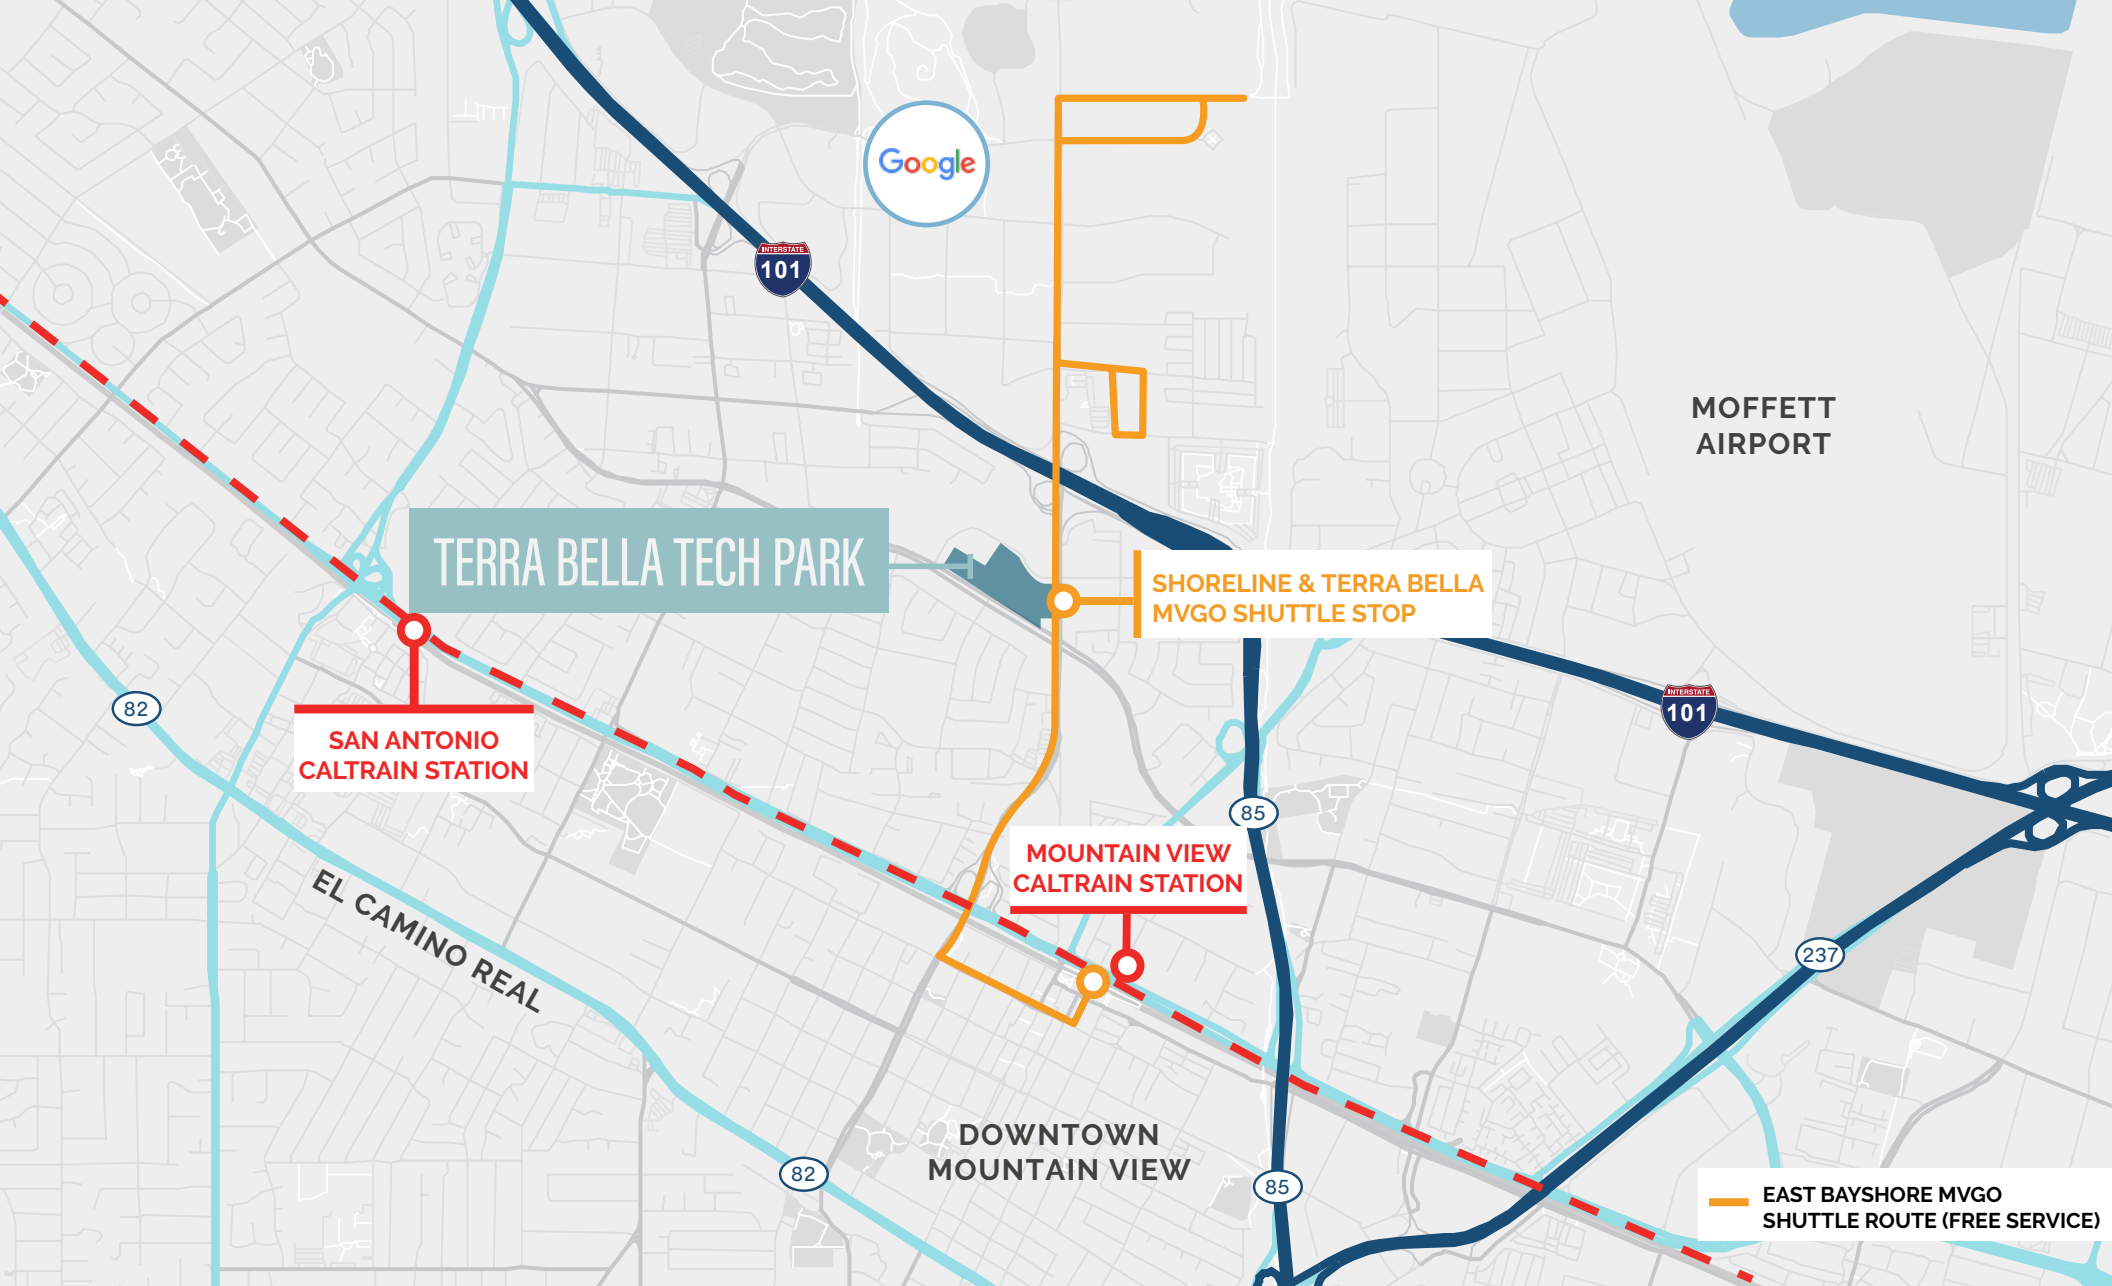 Google
INTERSTATE
101
MOFFETT
AIRPORT
TERRA BELLA TECH PARK
SHORELINE & TERRA BELLA
MVGO SHUTTLE STOP
82
SAN ANTONIO
CALTRAIN STATION
INTERSTATE
101
85
MOUNTAIN VIEW
CALTRAIN STATION
EL CAMINO REAL
237
DOWNTOWN
MOUNTAIN VIEW
82
85
EAST BAYSHORE MVGO
SHUTTLE ROUTE (FREE SERVICE)